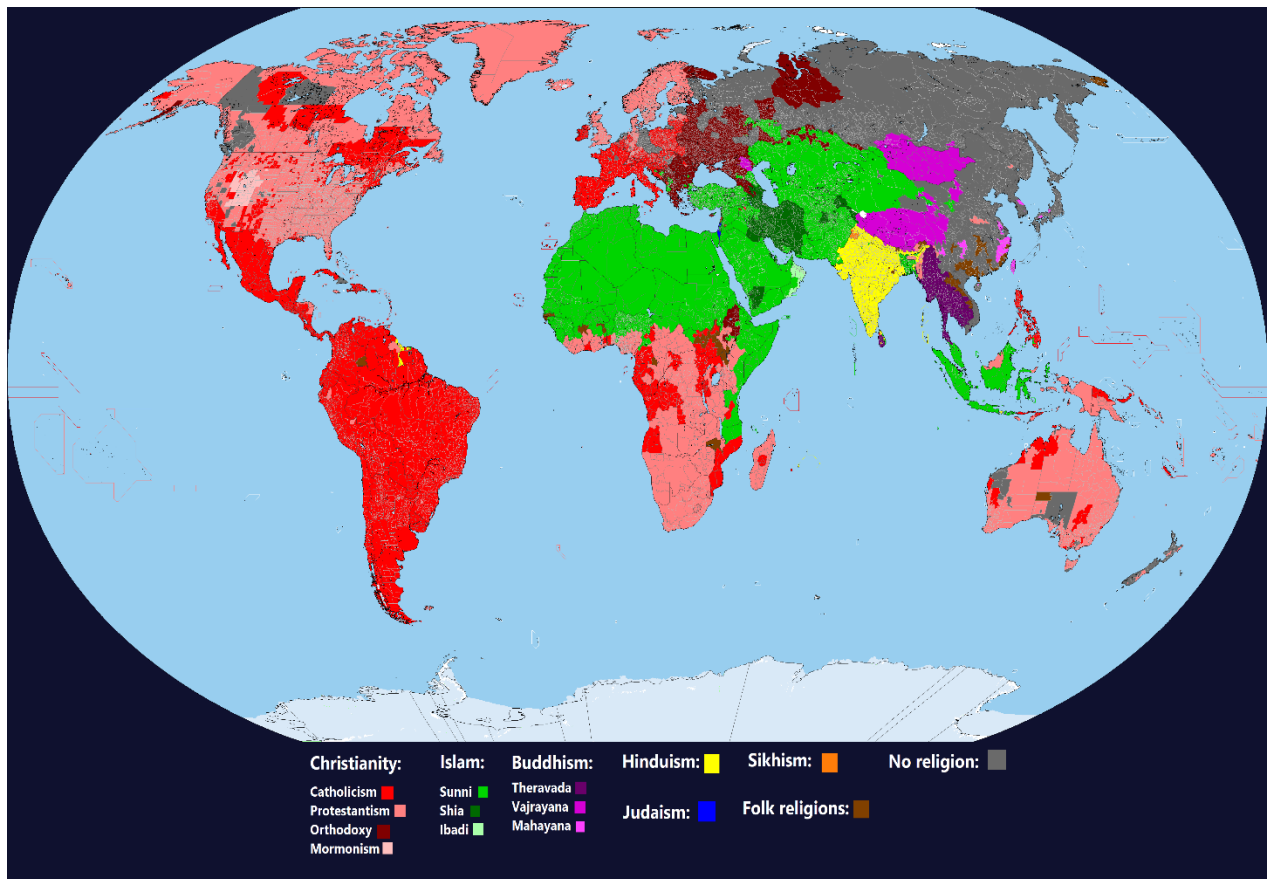 Christianity:
Catholicism
Protestantism
Orthodoxy
Mormonism
Islam:
Sunni
Shia
Ibadi
Buddhism:
Theravada
Vajrayana
Mahayana
Hinduism:
Judaism:
Sikhism:
Folk religions:
No religion: